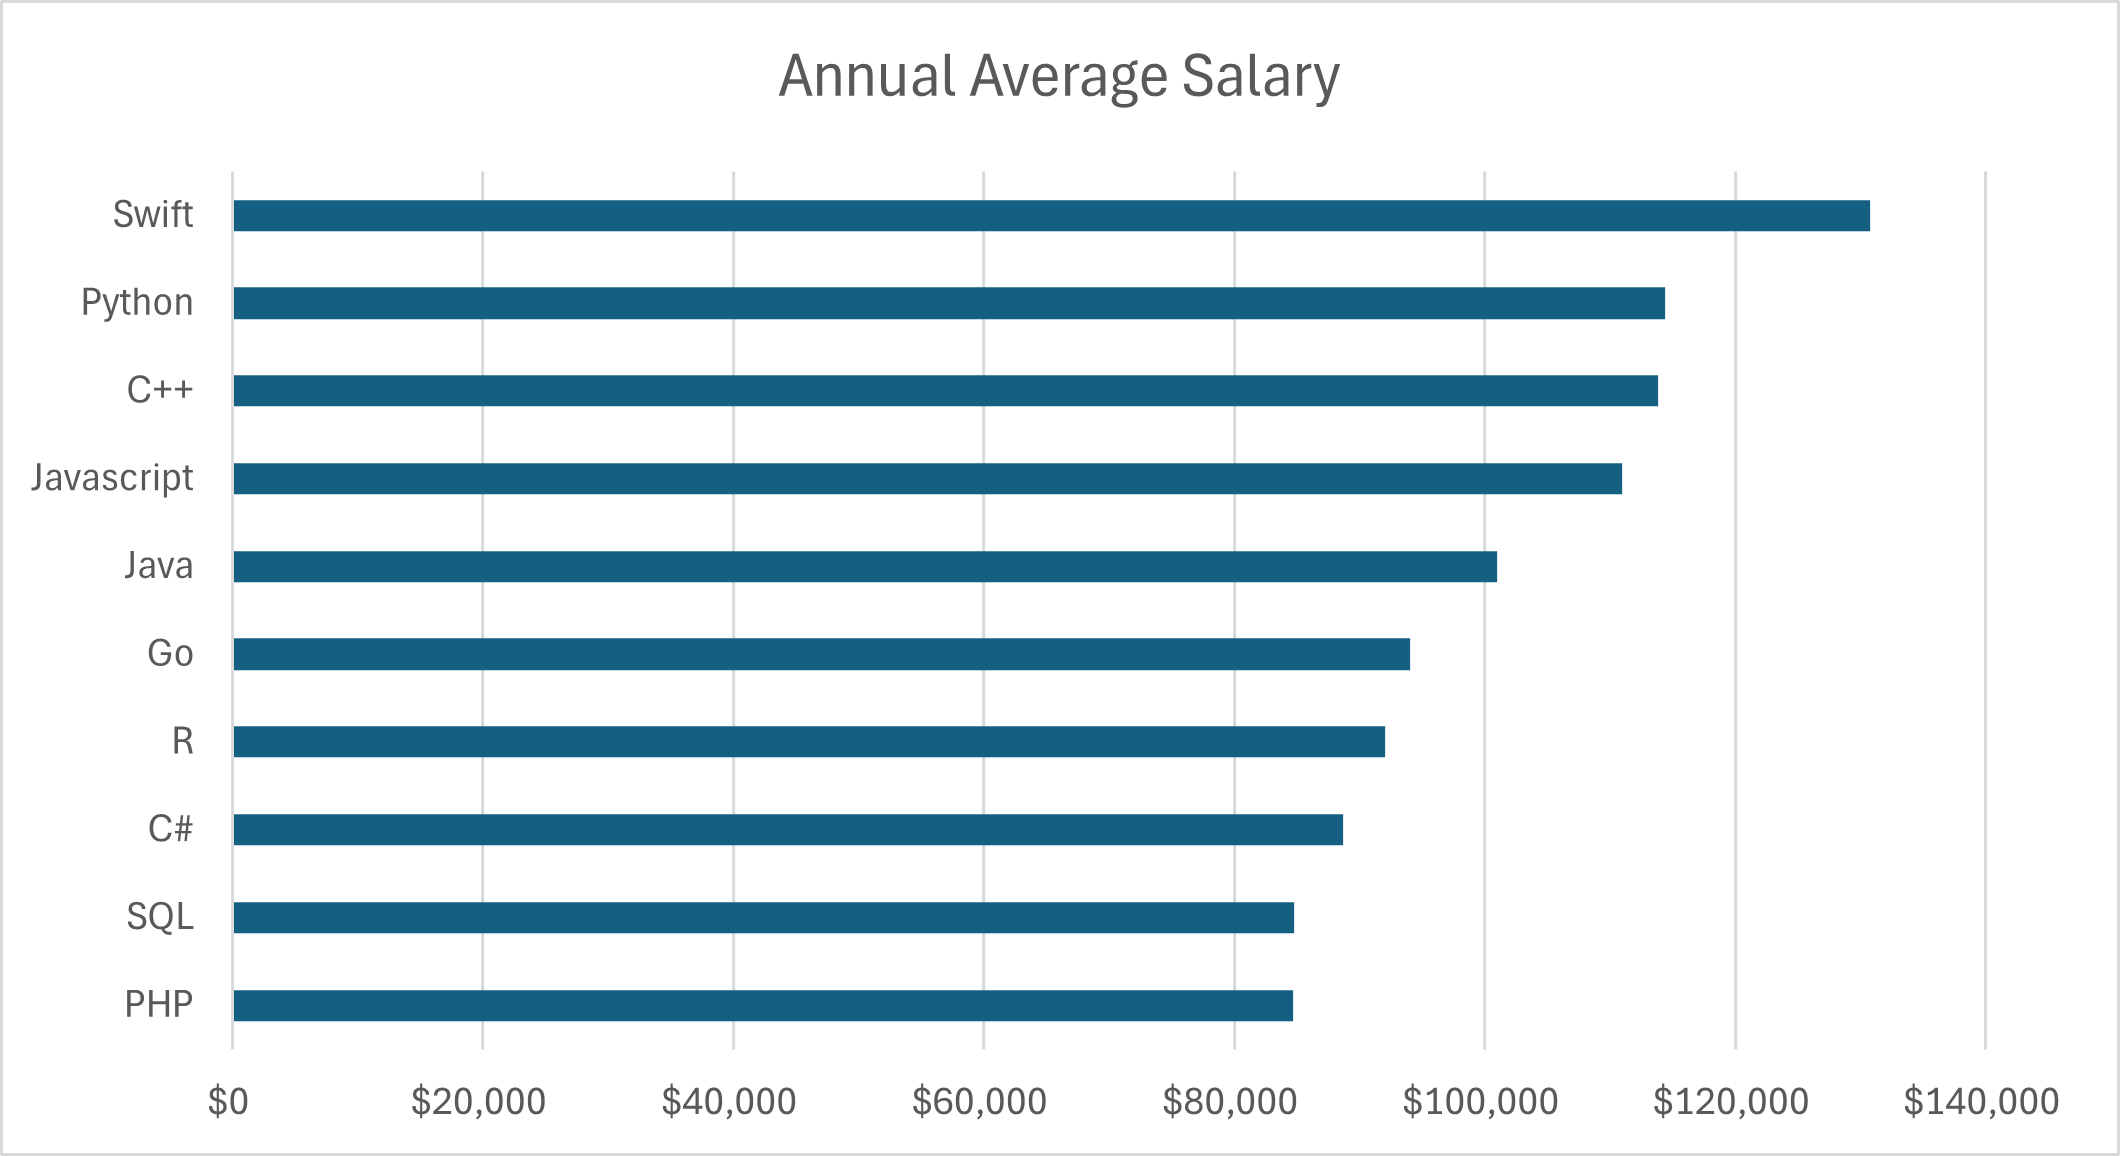 Annual Average Salary
Swift
Python
C++
Javascript
Java
Go
R
C#
SQL
PHP
$0 $20,000 $40,000 $60,000 $80,000 $100,000 $120,000 $140,000